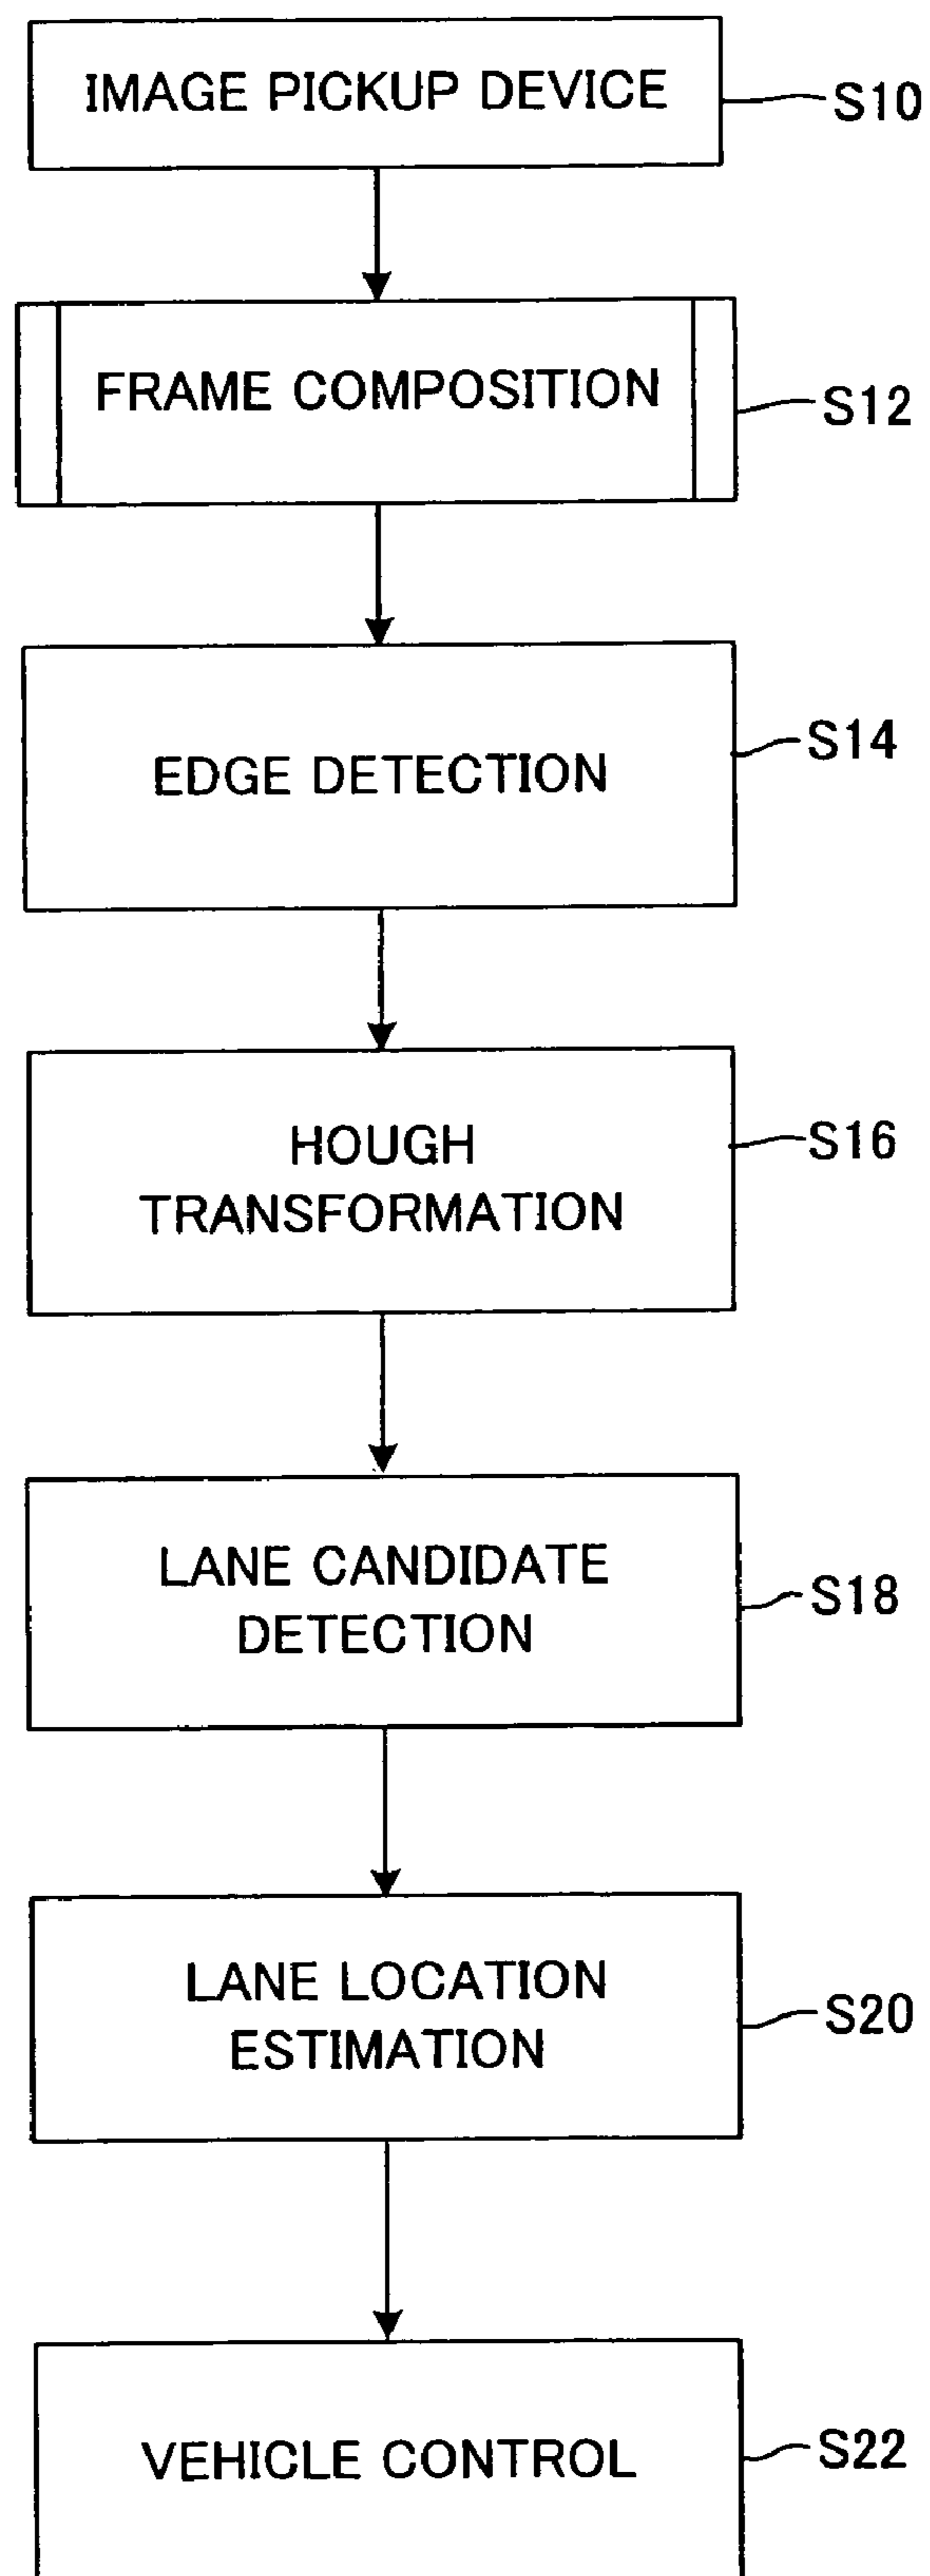 IMAGE PICKUP DEVICE
S10
FRAME COMPOSITION
S12
EDGE DETECTION
S14
HOUGH
TRANSFORMATION
S16
LANE CANDIDATE
DETECTION
S18
LANE LOCATION
ESTIMATION
S20
VEHICLE CONTROL
S22